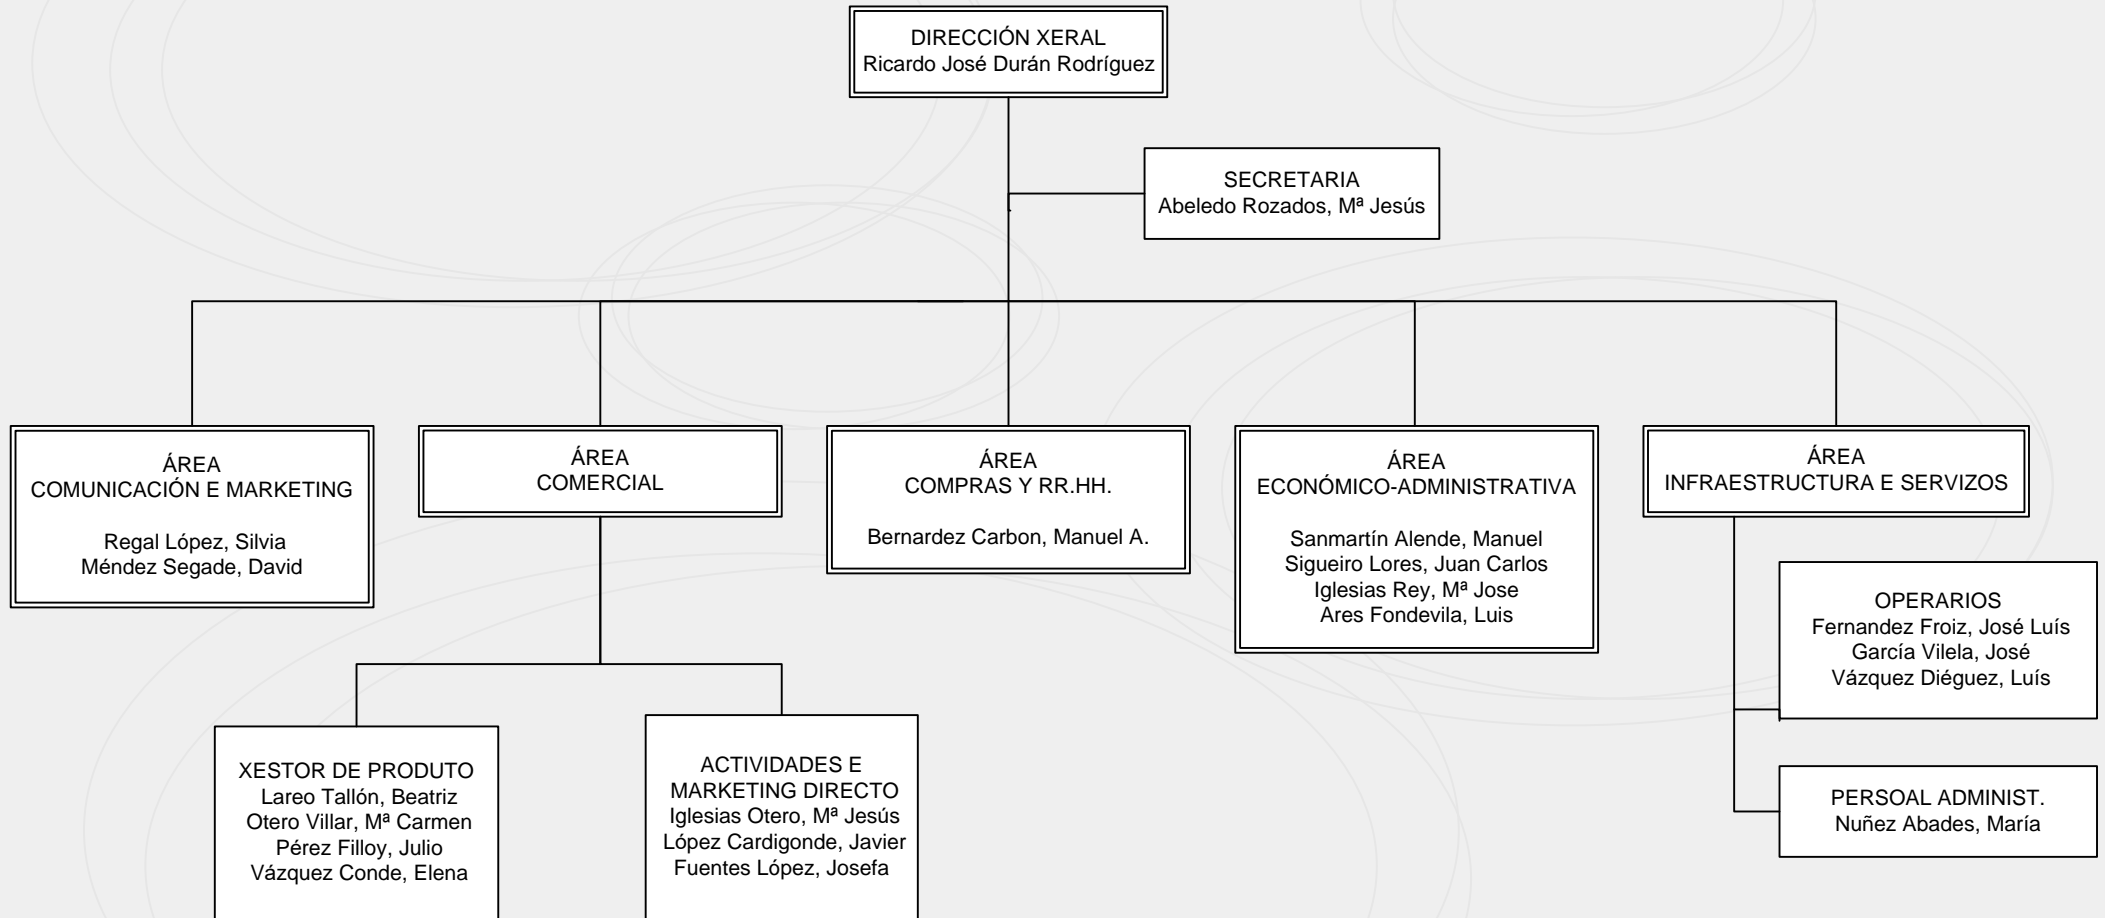 DIRECCIÓN XERAL
Ricardo José Durán Rodríguez
SECRETARIA
Abeledo Rozados, Mª Jesús
ÁREA
COMUNICACIÓN E MARKETING
Regal López, Silvia
Méndez Segade, David
ÁREA
COMERCIAL
ÁREA
COMPRAS Y RR.HH.
Bernardez Carbon, Manuel A.
ÁREA
ECONÓMICO-ADMINISTRATIVA
Sanmartín Alende, Manuel
Sigueiro Lores, Juan Carlos
Iglesias Rey, Mª Jose
Ares Fondevila, Luis
ÁREA
INFRAESTRUCTURA E SERVIZOS
OPERARIOS
Fernandez Froiz, José Luís
García Vilela, José
Vázquez Diéguez, Luís
XESTOR DE PRODUTO
Lareo Tallón, Beatriz
Otero Villar, Mª Carmen
Pérez Filloy, Julio
Vázquez Conde, Elena
ACTIVIDADES E
MARKETING DIRECTO
Iglesias Otero, Mª Jesús
López Cardigonde, Javier
Fuentes López, Josefa
PERSOAL ADMINIST.
Nuñez Abades, María